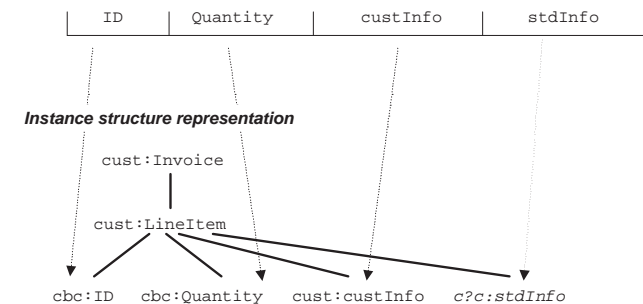 ID Quantity custInfo stdInfo
Instance structure representation
cust:Invoice
cust:LineItem
cbc:ID cbc:Quantity cust:custInfo c?c:stdInfo